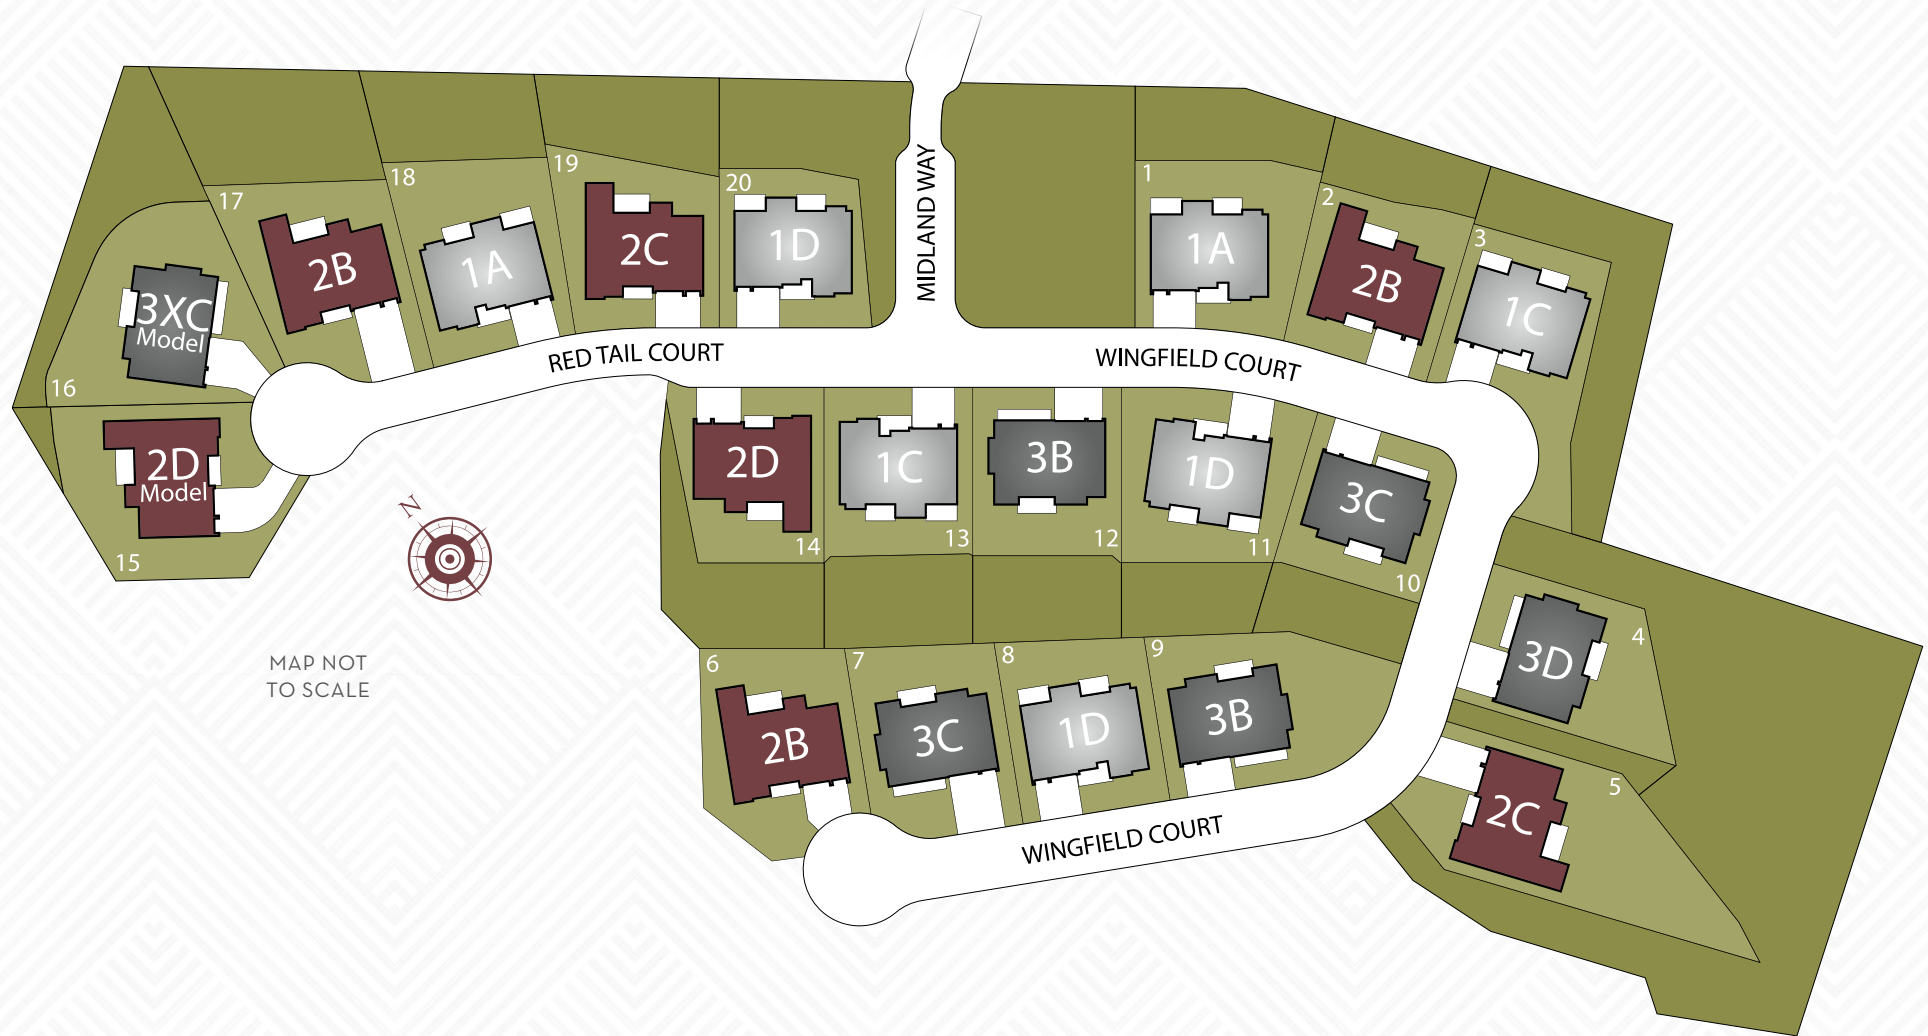 MIDLAND WAY
17
18
19
20
1
2
3
2B
1A
2C
1D
1A
2B
1C
3XC
Model
16
RED TAIL COURT
WINGFIELD COURT
2D
Model
15
2D
1C
3B
1D
3C
14
13
12
11
10
N
MAP NOT
TO SCALE
6
7
8
9
4
3D
2B
3C
1D
3B
5
2C
WINGFIELD COURT